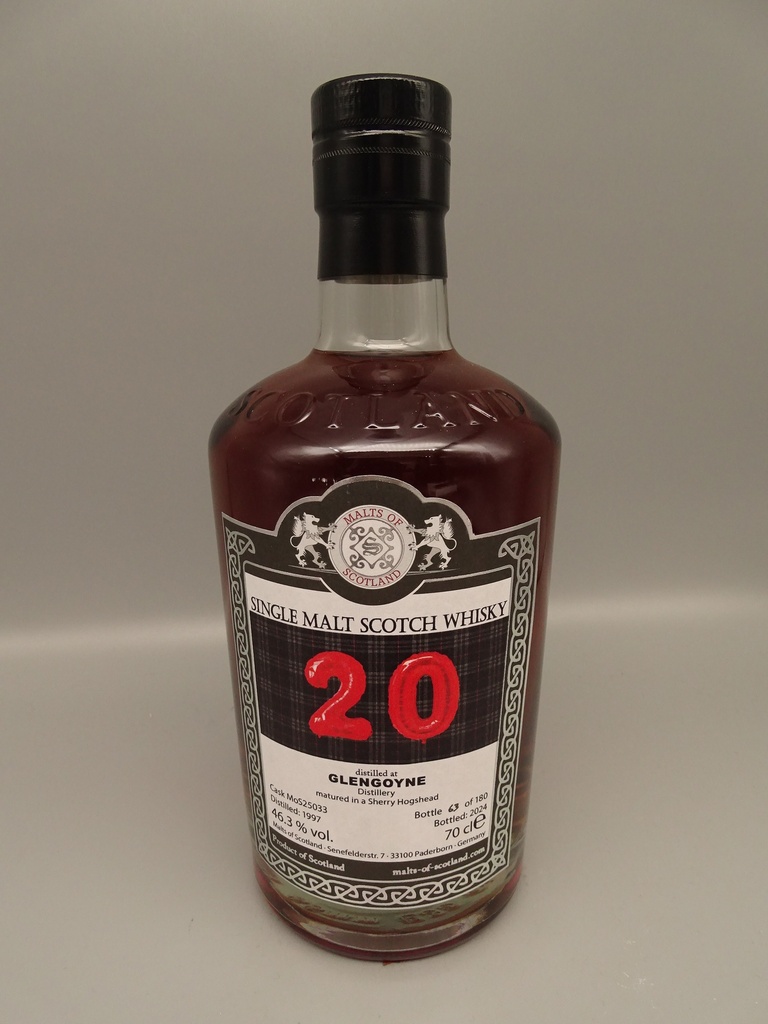 SCOTLAND
MALTS OF
S
SCOTLAND
SINGLE MALT SCOTCH WHISKY
20
distilled at
GLENGOYNE
Distillery
matured in a Sherry Hogshead
Cask MoS25033
Distilled: 1997
46.3 % vol.
Bottle 63 of 180
Bottled: 2024
70 cl e
Malts of Scotland · Senefelderstr. 7 · 33100 Paderborn · Germany
Product of Scotland
malts-of-scotland.com